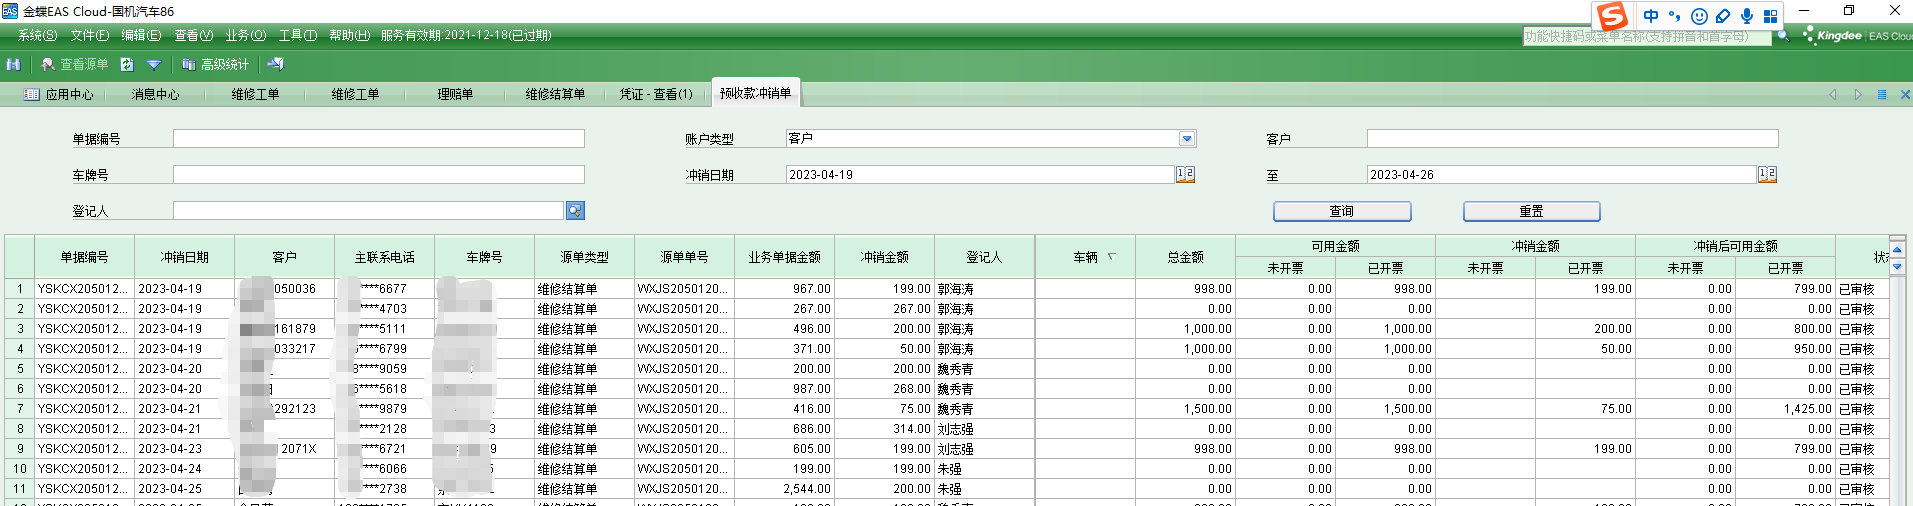 金蝶EAS Cloud-国机汽车86
中
系统(S) 文件(F) 编辑(E) 查看(V) 业务(O) 工具(T) 帮助(H) 服务有效期:2021-12-18(已过期)
功能快捷码或菜单名称(支持拼音和首字母)
Kingdee EAS Cloud
查看源单 高级统计
应用中心 消息中心 维修工单 维修工单 理赔单 维修结算单 凭证 - 查看(1) 预收款冲销单
单据编号 账户类型 客户 客户
车牌号 冲销日期 2023-04-19 至 2023-04-26
登记人 查询 重置
单据编号 冲销日期 客户 主联系电话 车牌号 源单类型 源单单号 业务单据金额 冲销金额 登记人 车辆 总金额 可用金额 冲销金额 冲销后可用金额
未开票 已开票 未开票 已开票 未开票 已开票
1 YSKCX205012... 2023-04-19 050036 ****6677 维修结算单 WXJS2050120... 967.00 199.00 郭海涛 998.00 0.00 998.00 199.00 0.00 799.00 已审核
2 YSKCX205012... 2023-04-19 ****4703 维修结算单 WXJS2050120... 267.00 267.00 郭海涛 0.00 0.00 0.00 0.00 0.00 已审核
3 YSKCX205012... 2023-04-19 161879 ****5111 维修结算单 WXJS2050120... 496.00 200.00 郭海涛 1,000.00 0.00 1,000.00 200.00 0.00 800.00 已审核
4 YSKCX205012... 2023-04-19 033217 ****6799 维修结算单 WXJS2050120... 371.00 50.00 郭海涛 1,000.00 0.00 1,000.00 50.00 0.00 950.00 已审核
5 YSKCX205012... 2023-04-20 ****9059 维修结算单 WXJS2050120... 200.00 200.00 魏秀青 0.00 0.00 0.00 0.00 0.00 已审核
6 YSKCX205012... 2023-04-20 ****5618 维修结算单 WXJS2050120... 987.00 268.00 魏秀青 0.00 0.00 0.00 0.00 0.00 已审核
7 YSKCX205012... 2023-04-21 292123 ****9879 维修结算单 WXJS2050120... 416.00 75.00 魏秀青 1,500.00 0.00 1,500.00 75.00 0.00 1,425.00 已审核
8 YSKCX205012... 2023-04-21 ****2128 维修结算单 WXJS2050120... 686.00 314.00 刘志强 0.00 0.00 0.00 0.00 0.00 已审核
9 YSKCX205012... 2023-04-23 2071X ****6721 维修结算单 WXJS2050120... 605.00 199.00 刘志强 998.00 0.00 998.00 199.00 0.00 799.00 已审核
10 YSKCX205012... 2023-04-24 ****6066 维修结算单 WXJS2050120... 199.00 199.00 朱强 0.00 0.00 0.00 0.00 0.00 已审核
11 YSKCX205012... 2023-04-25 ****2738 维修结算单 WXJS2050120... 2,544.00 200.00 朱强 0.00 0.00 0.00 0.00 0.00 已审核